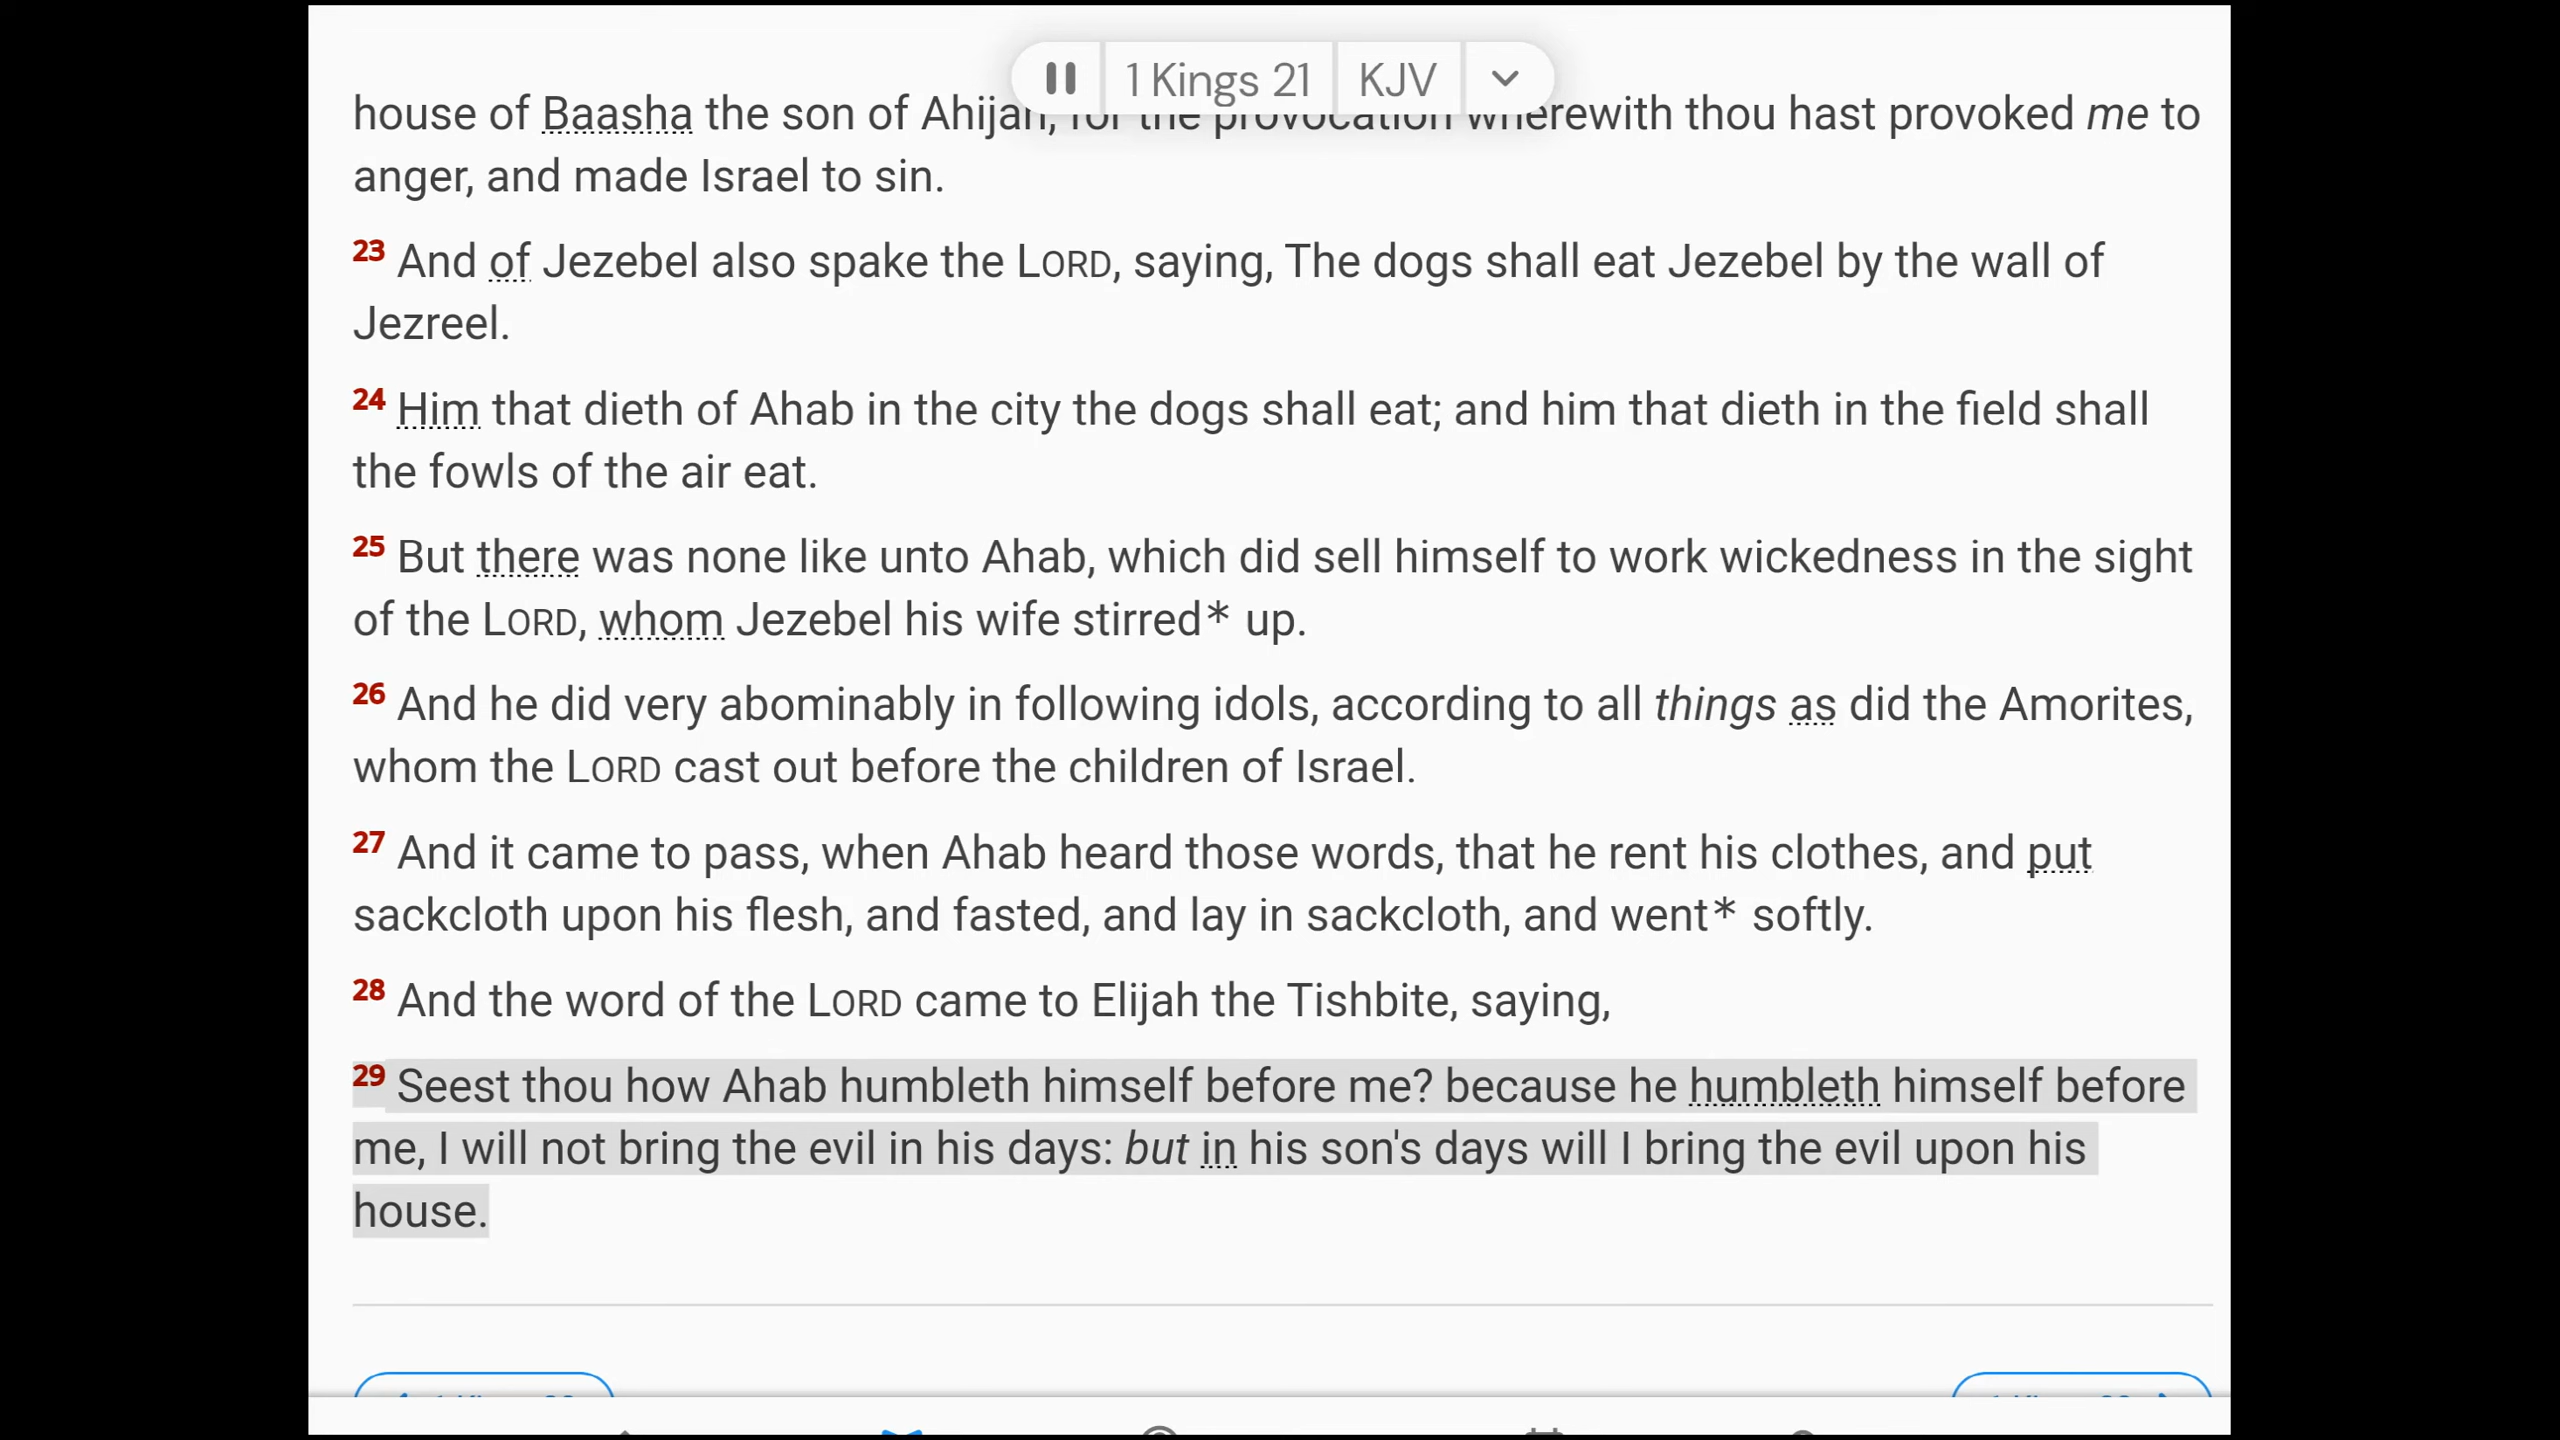 1 Kings 21 KJV
house of Baasha the son of Ahijah, for the provocation wherewith thou hast provoked me to
anger, and made Israel to sin.
23 And of Jezebel also spake the LORD, saying, The dogs shall eat Jezebel by the wall of
Jezreel.
24 Him that dieth of Ahab in the city the dogs shall eat; and him that dieth in the field shall
the fowls of the air eat.
25 But there was none like unto Ahab, which did sell himself to work wickedness in the sight
of the LORD, whom Jezebel his wife stirred* up.
26 And he did very abominably in following idols, according to all things as did the Amorites,
whom the LORD cast out before the children of Israel.
27 And it came to pass, when Ahab heard those words, that he rent his clothes, and put
sackcloth upon his flesh, and fasted, and lay in sackcloth, and went* softly.
28 And the word of the LORD came to Elijah the Tishbite, saying,
29 Seest thou how Ahab humbleth himself before me? because he humbleth himself before
me, I will not bring the evil in his days: but in his son's days will I bring the evil upon his
house.